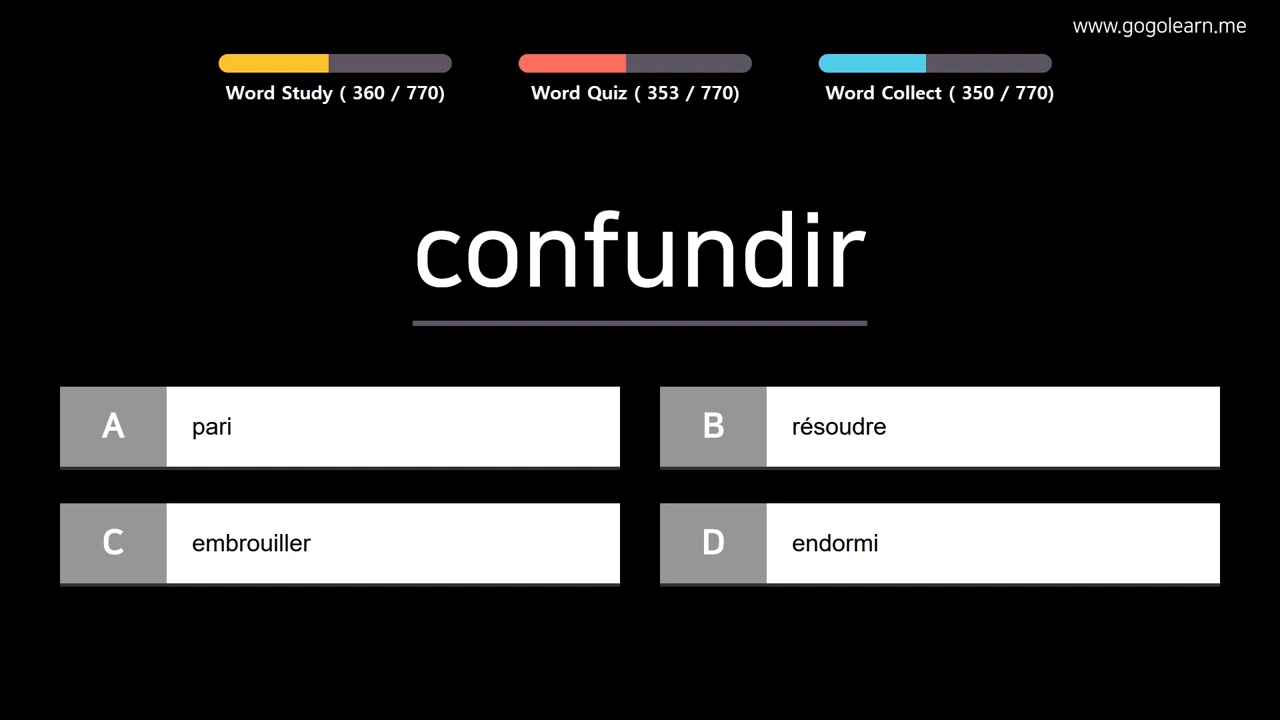 www.gogolearn.me
Word Study ( 360 / 770)
Word Quiz ( 353 / 770)
Word Collect ( 350 / 770)
confundir
A pari
B résoudre
C embrouiller
D endormi